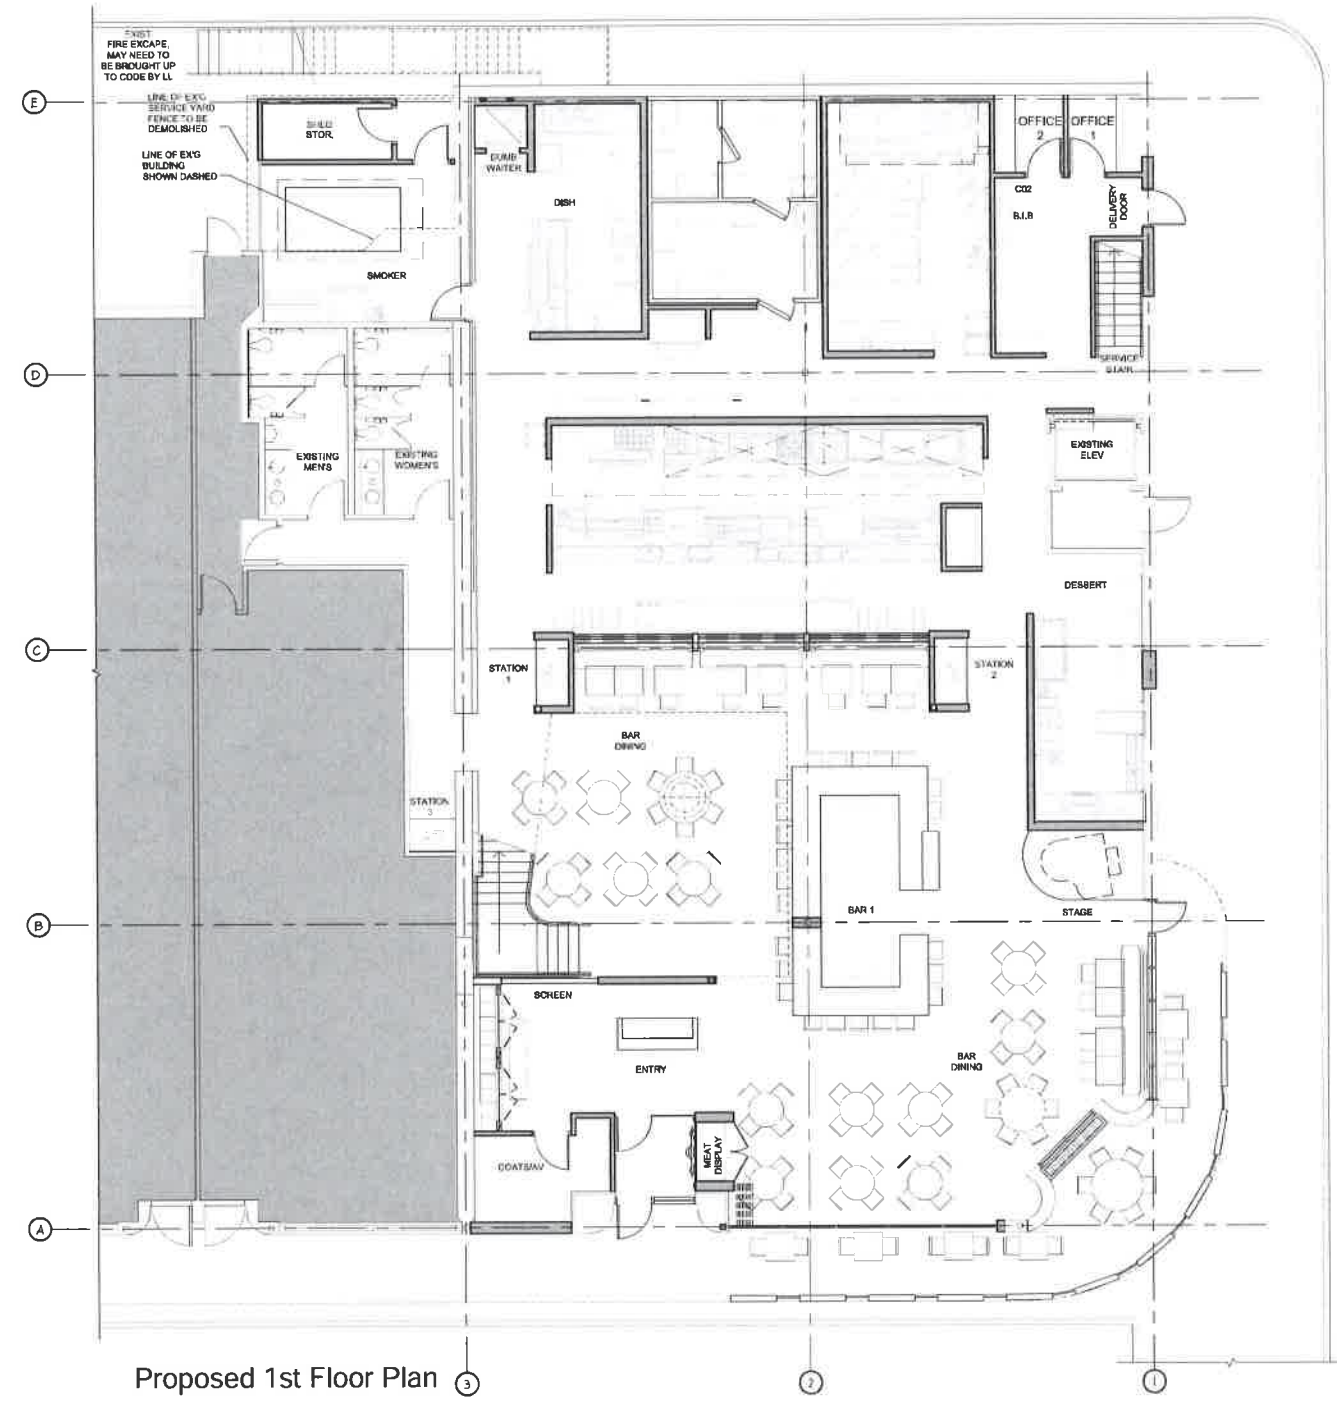 EXIST
FIRE EXCAPE,
MAY NEED TO
BE BROUGHT UP
TO CODE BY LL
E
LINE OF EX'G
SERVICE YARD
FENCE TO BE
DEMOLISHED
LINE OF EX'G
BUILDING
SHOWN DASHED
SHED
STOR.
DUMB
WAITER
DISH
OFFICE
2
OFFICE
1
CO2
B.I.B
DELIVERY
DOOR
SMOKER
SERVICE
STAIR
D
EXISTING
MEN'S
EXISTING
WOMEN'S
EXISTING
ELEV
DESSERT
C
STATION
1
STATION
2
BAR
DINING
STATION
3
BAR 1
STAGE
B
SCREEN
ENTRY
BAR
DINING
COATS/AV
MEAT
DISPLAY
A
Proposed 1st Floor Plan
3
2
1